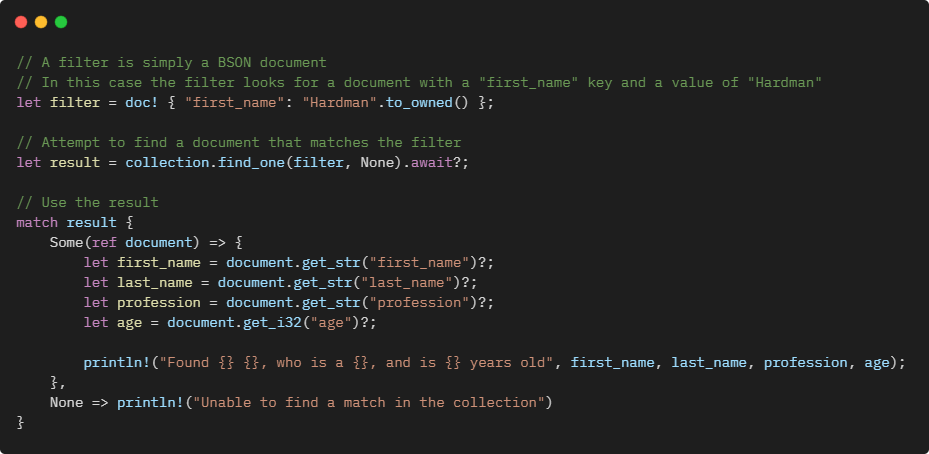 // A filter is simply a BSON document
// In this case the filter looks for a document with a "first_name" key and a value of "Hardman"
let filter = doc! { "first_name": "Hardman".to_owned() };

// Attempt to find a document that matches the filter
let result = collection.find_one(filter, None).await?;

// Use the result
match result {
    Some(ref document) => {
        let first_name = document.get_str("first_name")?;
        let last_name = document.get_str("last_name")?;
        let profession = document.get_str("profession")?;
        let age = document.get_i32("age")?;

        println!("Found {} {}, who is a {}, and is {} years old", first_name, last_name, profession, age);
    },
    None => println!("Unable to find a match in the collection")
}